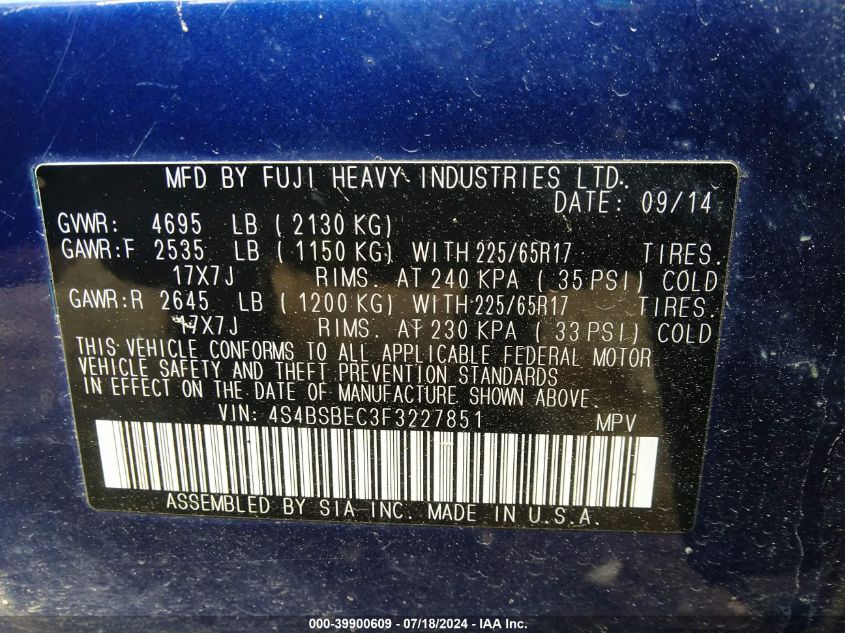 MFD BY FUJI HEAVY INDUSTRIES LTD.
DATE: 09/14
GVWR: 4695 LB ( 2130 KG)
GAWR:F 2535 LB ( 1150 KG) WITH 225/65R17 TIRES.
17X7J RIMS. AT 240 KPA ( 35 PSI) COLD
GAWR:R 2645 LB ( 1200 KG) WITH 225/65R17 TIRES.
17X7J RIMS. AT 230 KPA ( 33 PSI) COLD
THIS VEHICLE CONFORMS TO ALL APPLICABLE FEDERAL MOTOR
VEHICLE SAFETY AND THEFT PREVENTION STANDARDS
IN EFFECT ON THE DATE OF MANUFACTURE SHOWN ABOVE.
VIN: 4S4BSBEC3F3227851 MPV
ASSEMBLED BY SIA INC. MADE IN U.S.A.
000-39900609 - 07/18/2024 - IAA Inc.